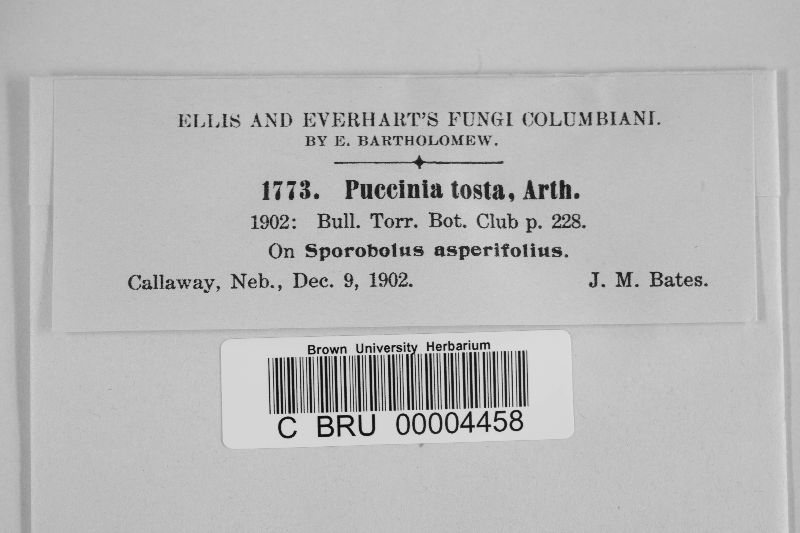 ELLIS AND EVERHART'S FUNGI COLUMBIANI.
BY E. BARTHOLOMEW.
1773. Puccinia tosta, Arth.
1902: Bull. Torr. Bot. Club p. 228.
On Sporobolus asperifolius.
Callaway, Neb., Dec. 9, 1902. J. M. Bates.
Brown University Herbarium
C BRU 00004458